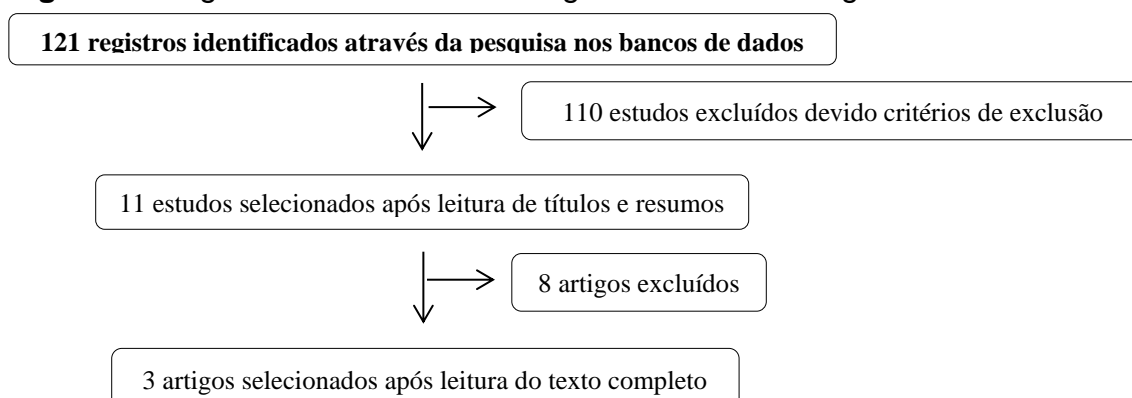 121 registros identificados através da pesquisa nos bancos de dados
110 estudos excluídos devido critérios de exclusão
11 estudos selecionados após leitura de títulos e resumos
8 artigos excluídos
3 artigos selecionados após leitura do texto completo